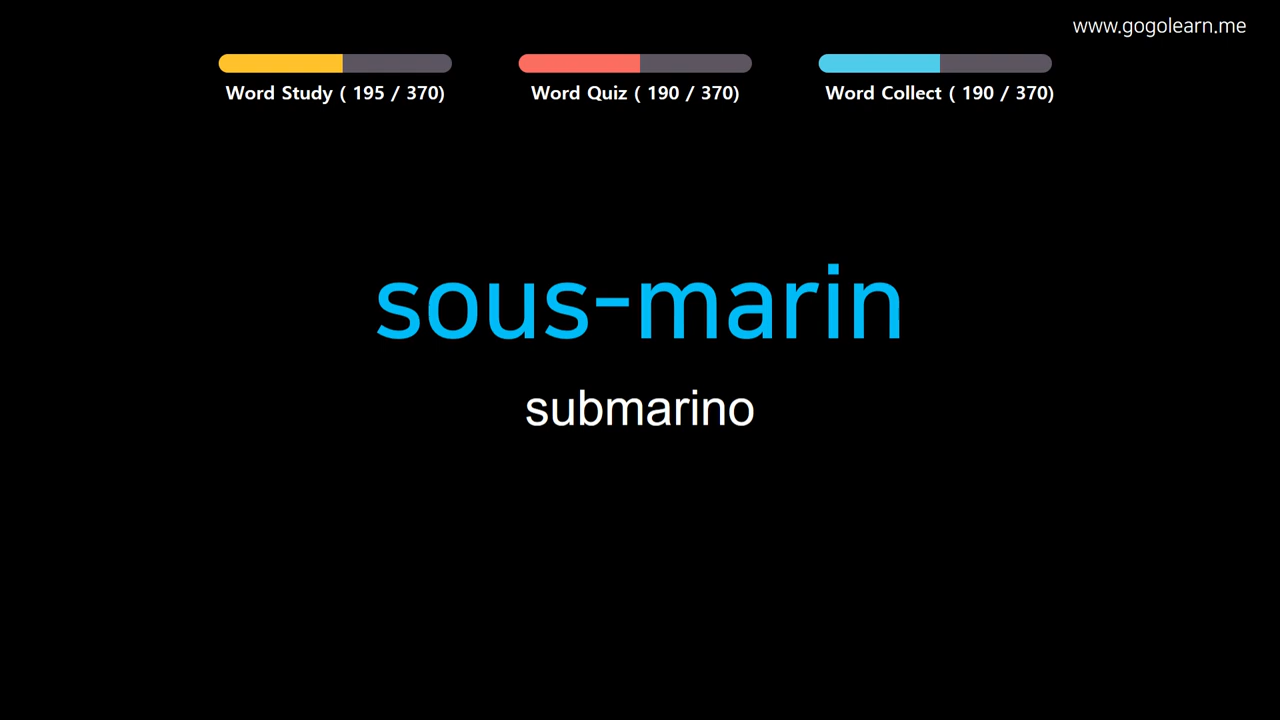 www.gogolearn.me
Word Study ( 195 / 370)
Word Quiz ( 190 / 370)
Word Collect ( 190 / 370)
sous-marin
submarino